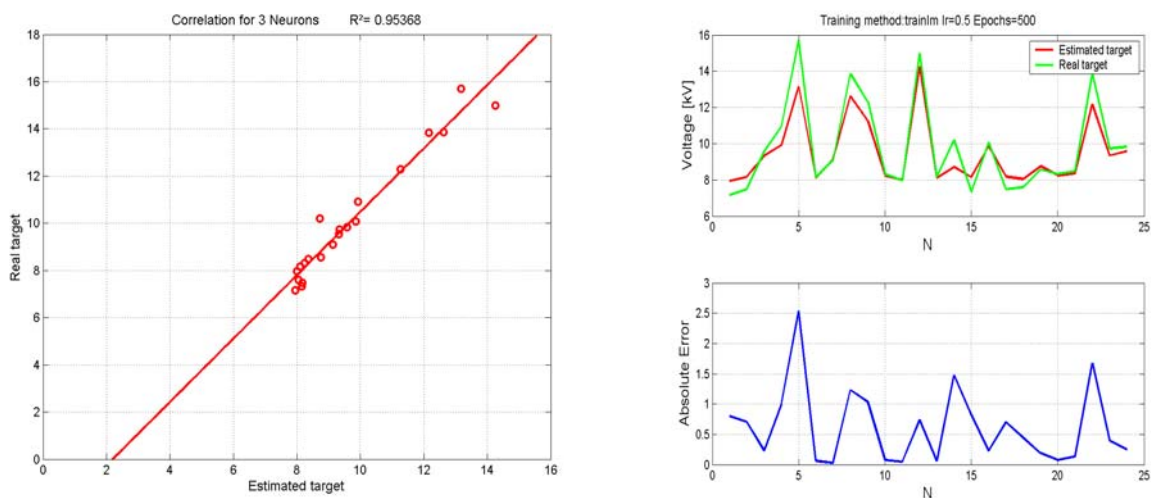 Correlation for 3 Neurons R²= 0.95368
18
16
14
12
10
8
6
4
2
0
Real target
0 2 4 6 8 10 12 14 16
Estimated target
Training method:trainlm lr=0.5 Epochs=500
16
14
12
10
8
6
Voltage [kV]
Estimated target
Real target
0 5 10 15 20 25
N
3
2.5
2
1.5
1
0.5
0
Absolute Error
0 5 10 15 20 25
N